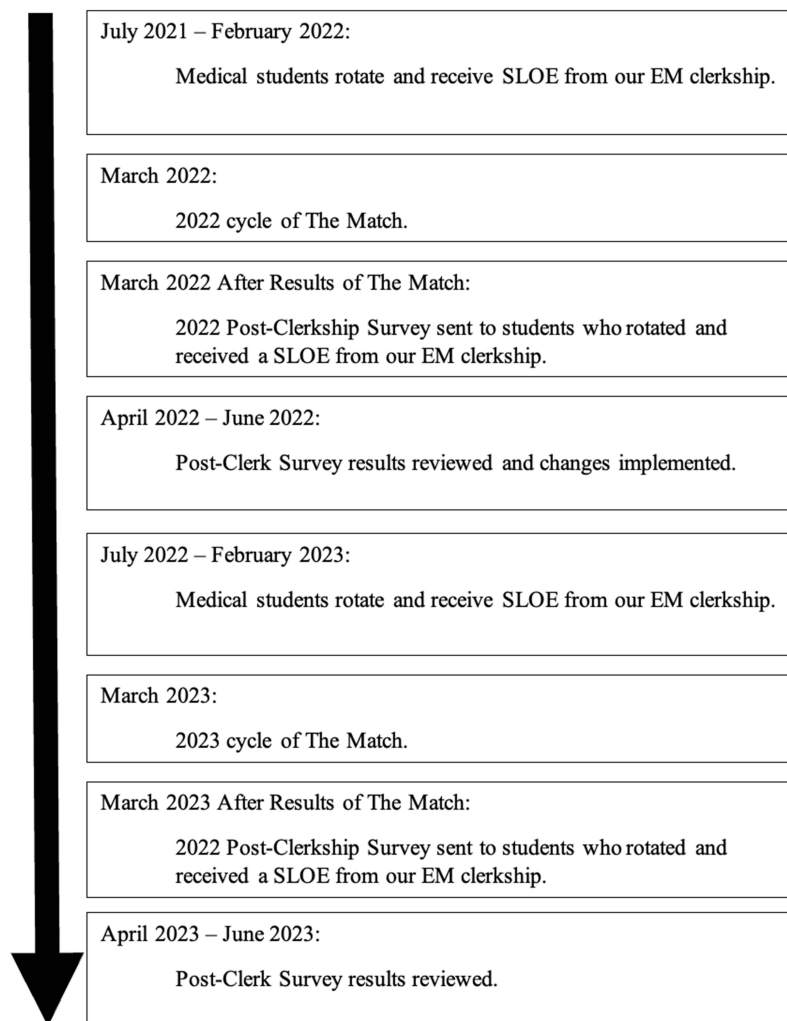 July 2021 – February 2022:
Medical students rotate and receive SLOE from our EM clerkship.
March 2022:
2022 cycle of The Match.
March 2022 After Results of The Match:
2022 Post-Clerkship Survey sent to students who rotated and
received a SLOE from our EM clerkship.
April 2022 – June 2022:
Post-Clerk Survey results reviewed and changes implemented.
July 2022 – February 2023:
Medical students rotate and receive SLOE from our EM clerkship.
March 2023:
2023 cycle of The Match.
March 2023 After Results of The Match:
2022 Post-Clerkship Survey sent to students who rotated and
received a SLOE from our EM clerkship.
April 2023 – June 2023:
Post-Clerk Survey results reviewed.